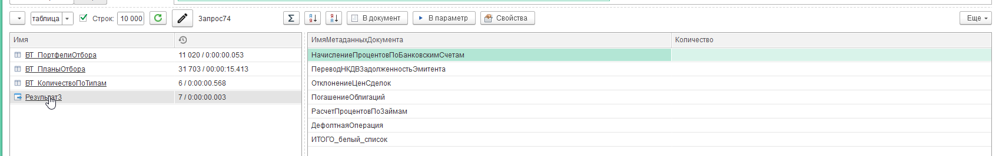 таблица Строк: 10 000 Запрос74 Σ В документ В параметр Свойства Еще
Имя
ВТ_ПортфелиОтбора 11 020 / 0:00:00.053
ВТ_ПланыОтбора 31 703 / 00:00:15.413
ВТ_КоличествоПоТипам 6 / 0:00:00.568
Результат3 7 / 0:00:00.003
ИмяМетаданныхДокумента Количество
НачислениеПроцентовПоБанковскимСчетам
ПереводНКДВЗадолженностьЭмитента
ОтклонениеЦенСделок
ПогашениеОблигаций
РасчетПроцентовПоЗаймам
ДефолтнаяОперация
ИТОГО_белый_список